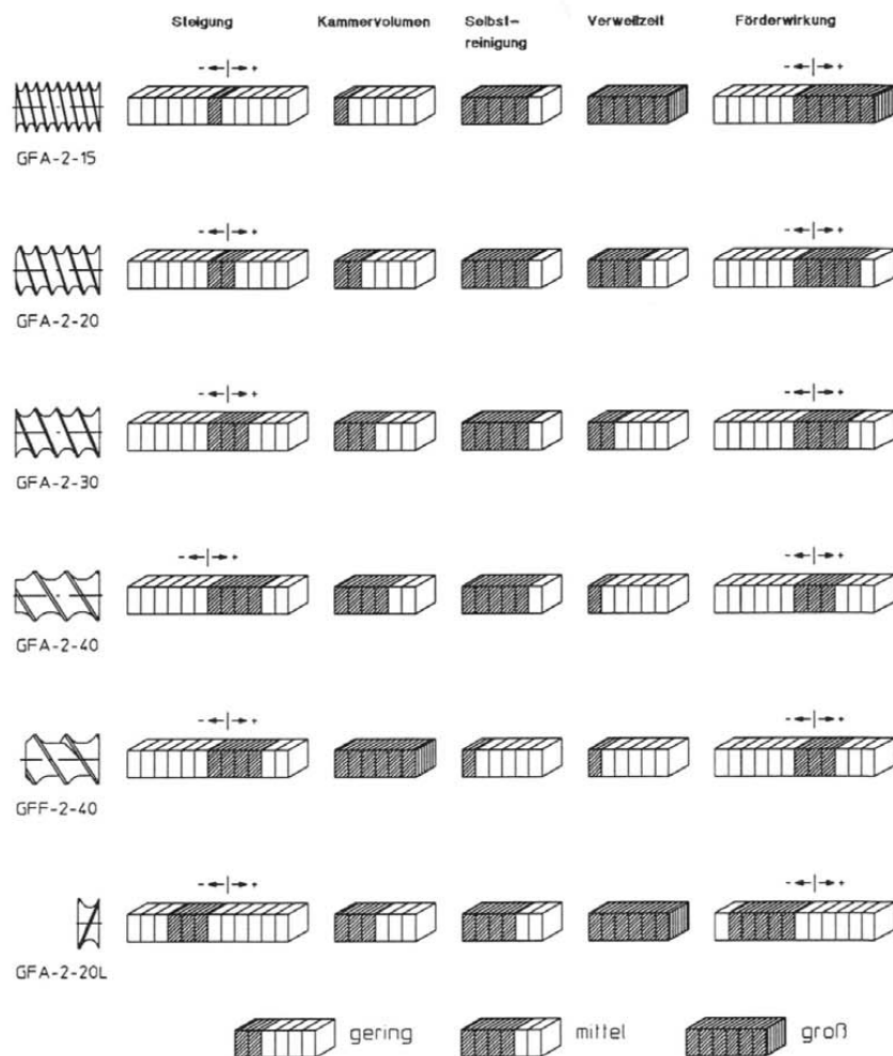 Steigung Kammervolumen Selbst- Verweilzeit Förderwirkung
reinigung
- +
- +
GFA-2-15
- +
- +
GFA-2-20
- +
- +
GFA-2-30
- +
- +
GFA-2-40
- +
- +
GFF-2-40
- +
- +
GFA-2-20L
gering mittel groß